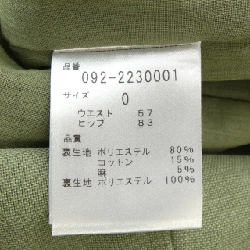 品番
092-2230001
サイズ
0
ウエスト 57
ヒップ 83
品質
表生地 ポリエステル 80%
コットン 15%
麻 5%
裏生地 ポリエステル 100%